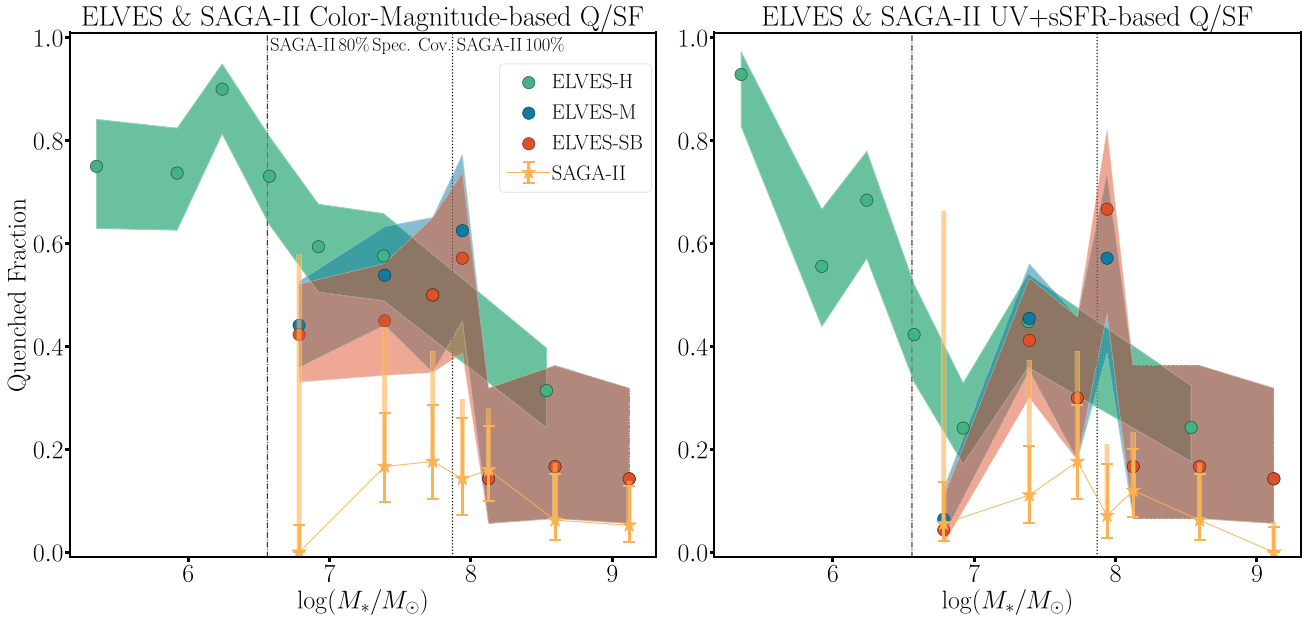 ELVES & SAGA-II Color-Magnitude-based Q/SF
SAGA-II 80% Spec. Cov.
SAGA-II 100%
ELVES-H
ELVES-M
ELVES-SB
SAGA-II
Quenched Fraction
1.0
0.8
0.6
0.4
0.2
0.0
6 7 8 9
log(M*/M⊙)
ELVES & SAGA-II UV+sSFR-based Q/SF
1.0
0.8
0.6
0.4
0.2
0.0
6 7 8 9
log(M*/M⊙)